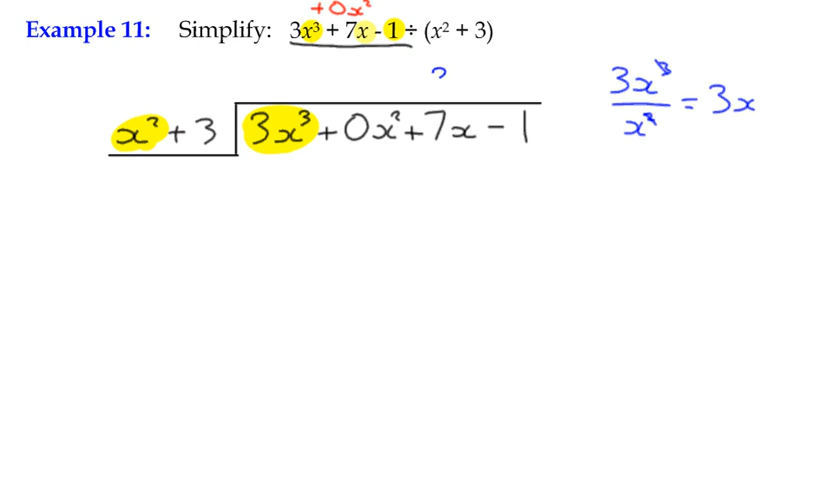 +0x²
Example 11: Simplify: 3x³ + 7x - 1 ÷ (x² + 3)
3x³/x² = 3x
x² + 3 | 3x³ + 0x² + 7x - 1